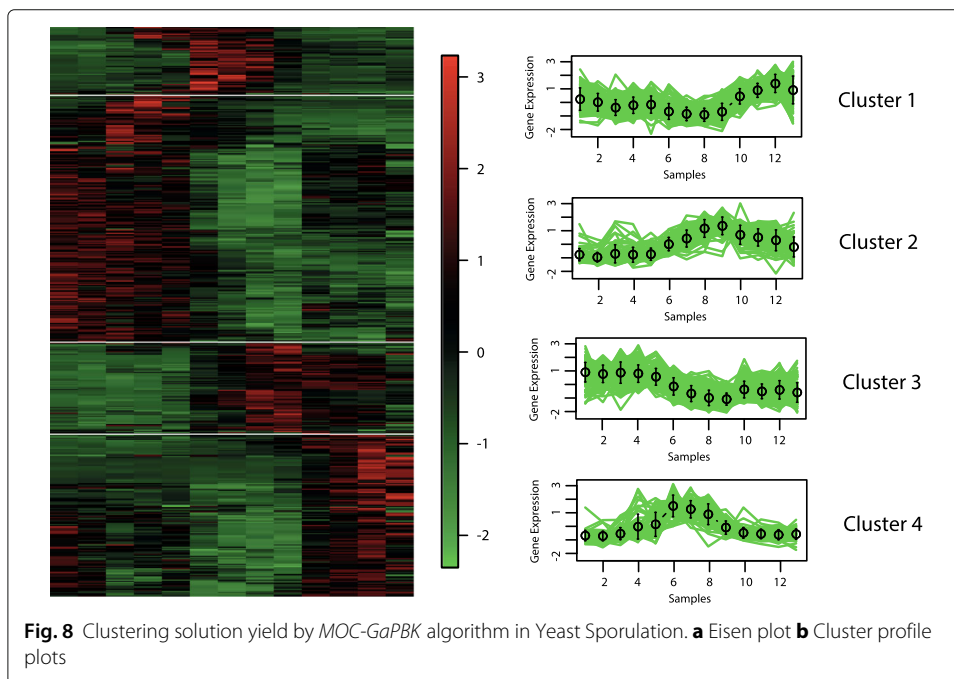 3
2
1
0
-1
-2
Gene Expression
3
1
-2
2 4 6 8 10 12
Samples
Cluster 1
Gene Expression
3
1
-2
2 4 6 8 10 12
Samples
Cluster 2
Gene Expression
3
1
-2
2 4 6 8 10 12
Samples
Cluster 3
Gene Expression
3
1
-2
2 4 6 8 10 12
Samples
Cluster 4
Fig. 8 Clustering solution yield by MOC-GaPBK algorithm in Yeast Sporulation. a Eisen plot b Cluster profile
plots